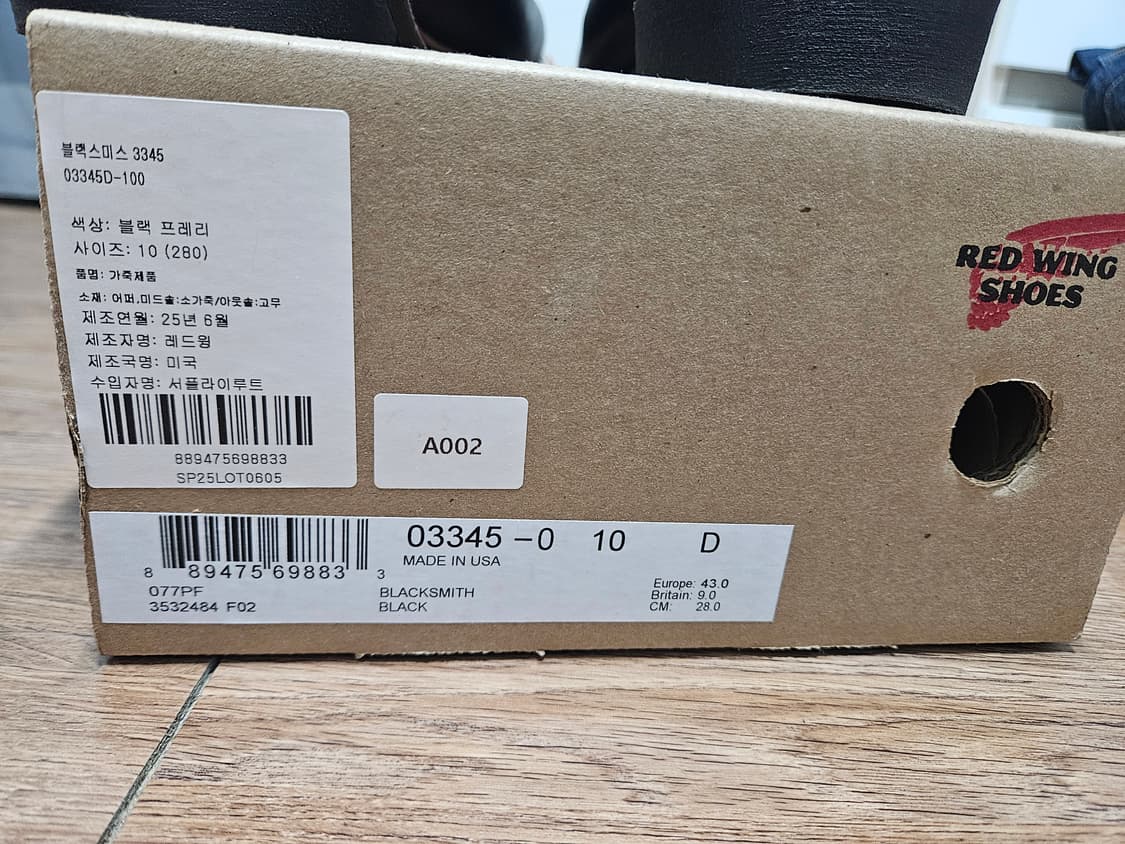 블랙스미스 3345
03345D-100
색상: 블랙 프레리
사이즈: 10 (280)
품명: 가죽제품
소재: 어퍼,미드솔:소가죽/아웃솔:고무
제조연월: 25년 6월
제조자명: 레드윙
제조국명: 미국
수입자명: 서플라이루트
889475698833
SP25LOT0605
A002
RED WING
SHOES
03345-0 10 D
MADE IN USA
8 89475 69883 3
077PF
3532484 F02
BLACKSMITH
BLACK
Europe: 43.0
Britain: 9.0
CM: 28.0